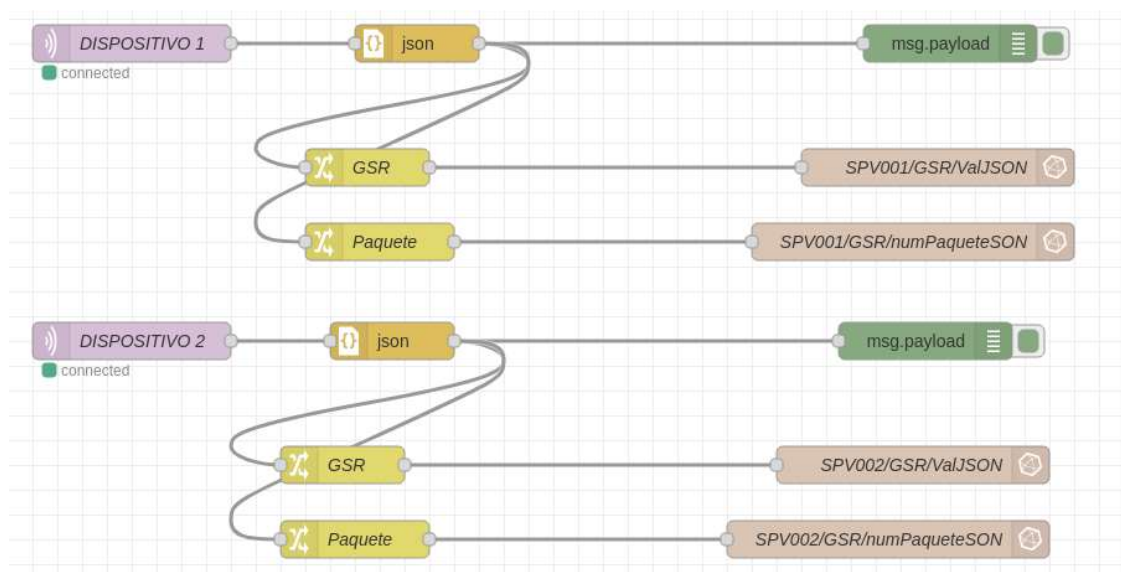 DISPOSITIVO 1
json
msg.payload
connected
GSR
SPV001/GSR/ValJSON
Paquete
SPV001/GSR/numPaqueteSON
DISPOSITIVO 2
json
msg.payload
connected
GSR
SPV002/GSR/ValJSON
Paquete
SPV002/GSR/numPaqueteSON